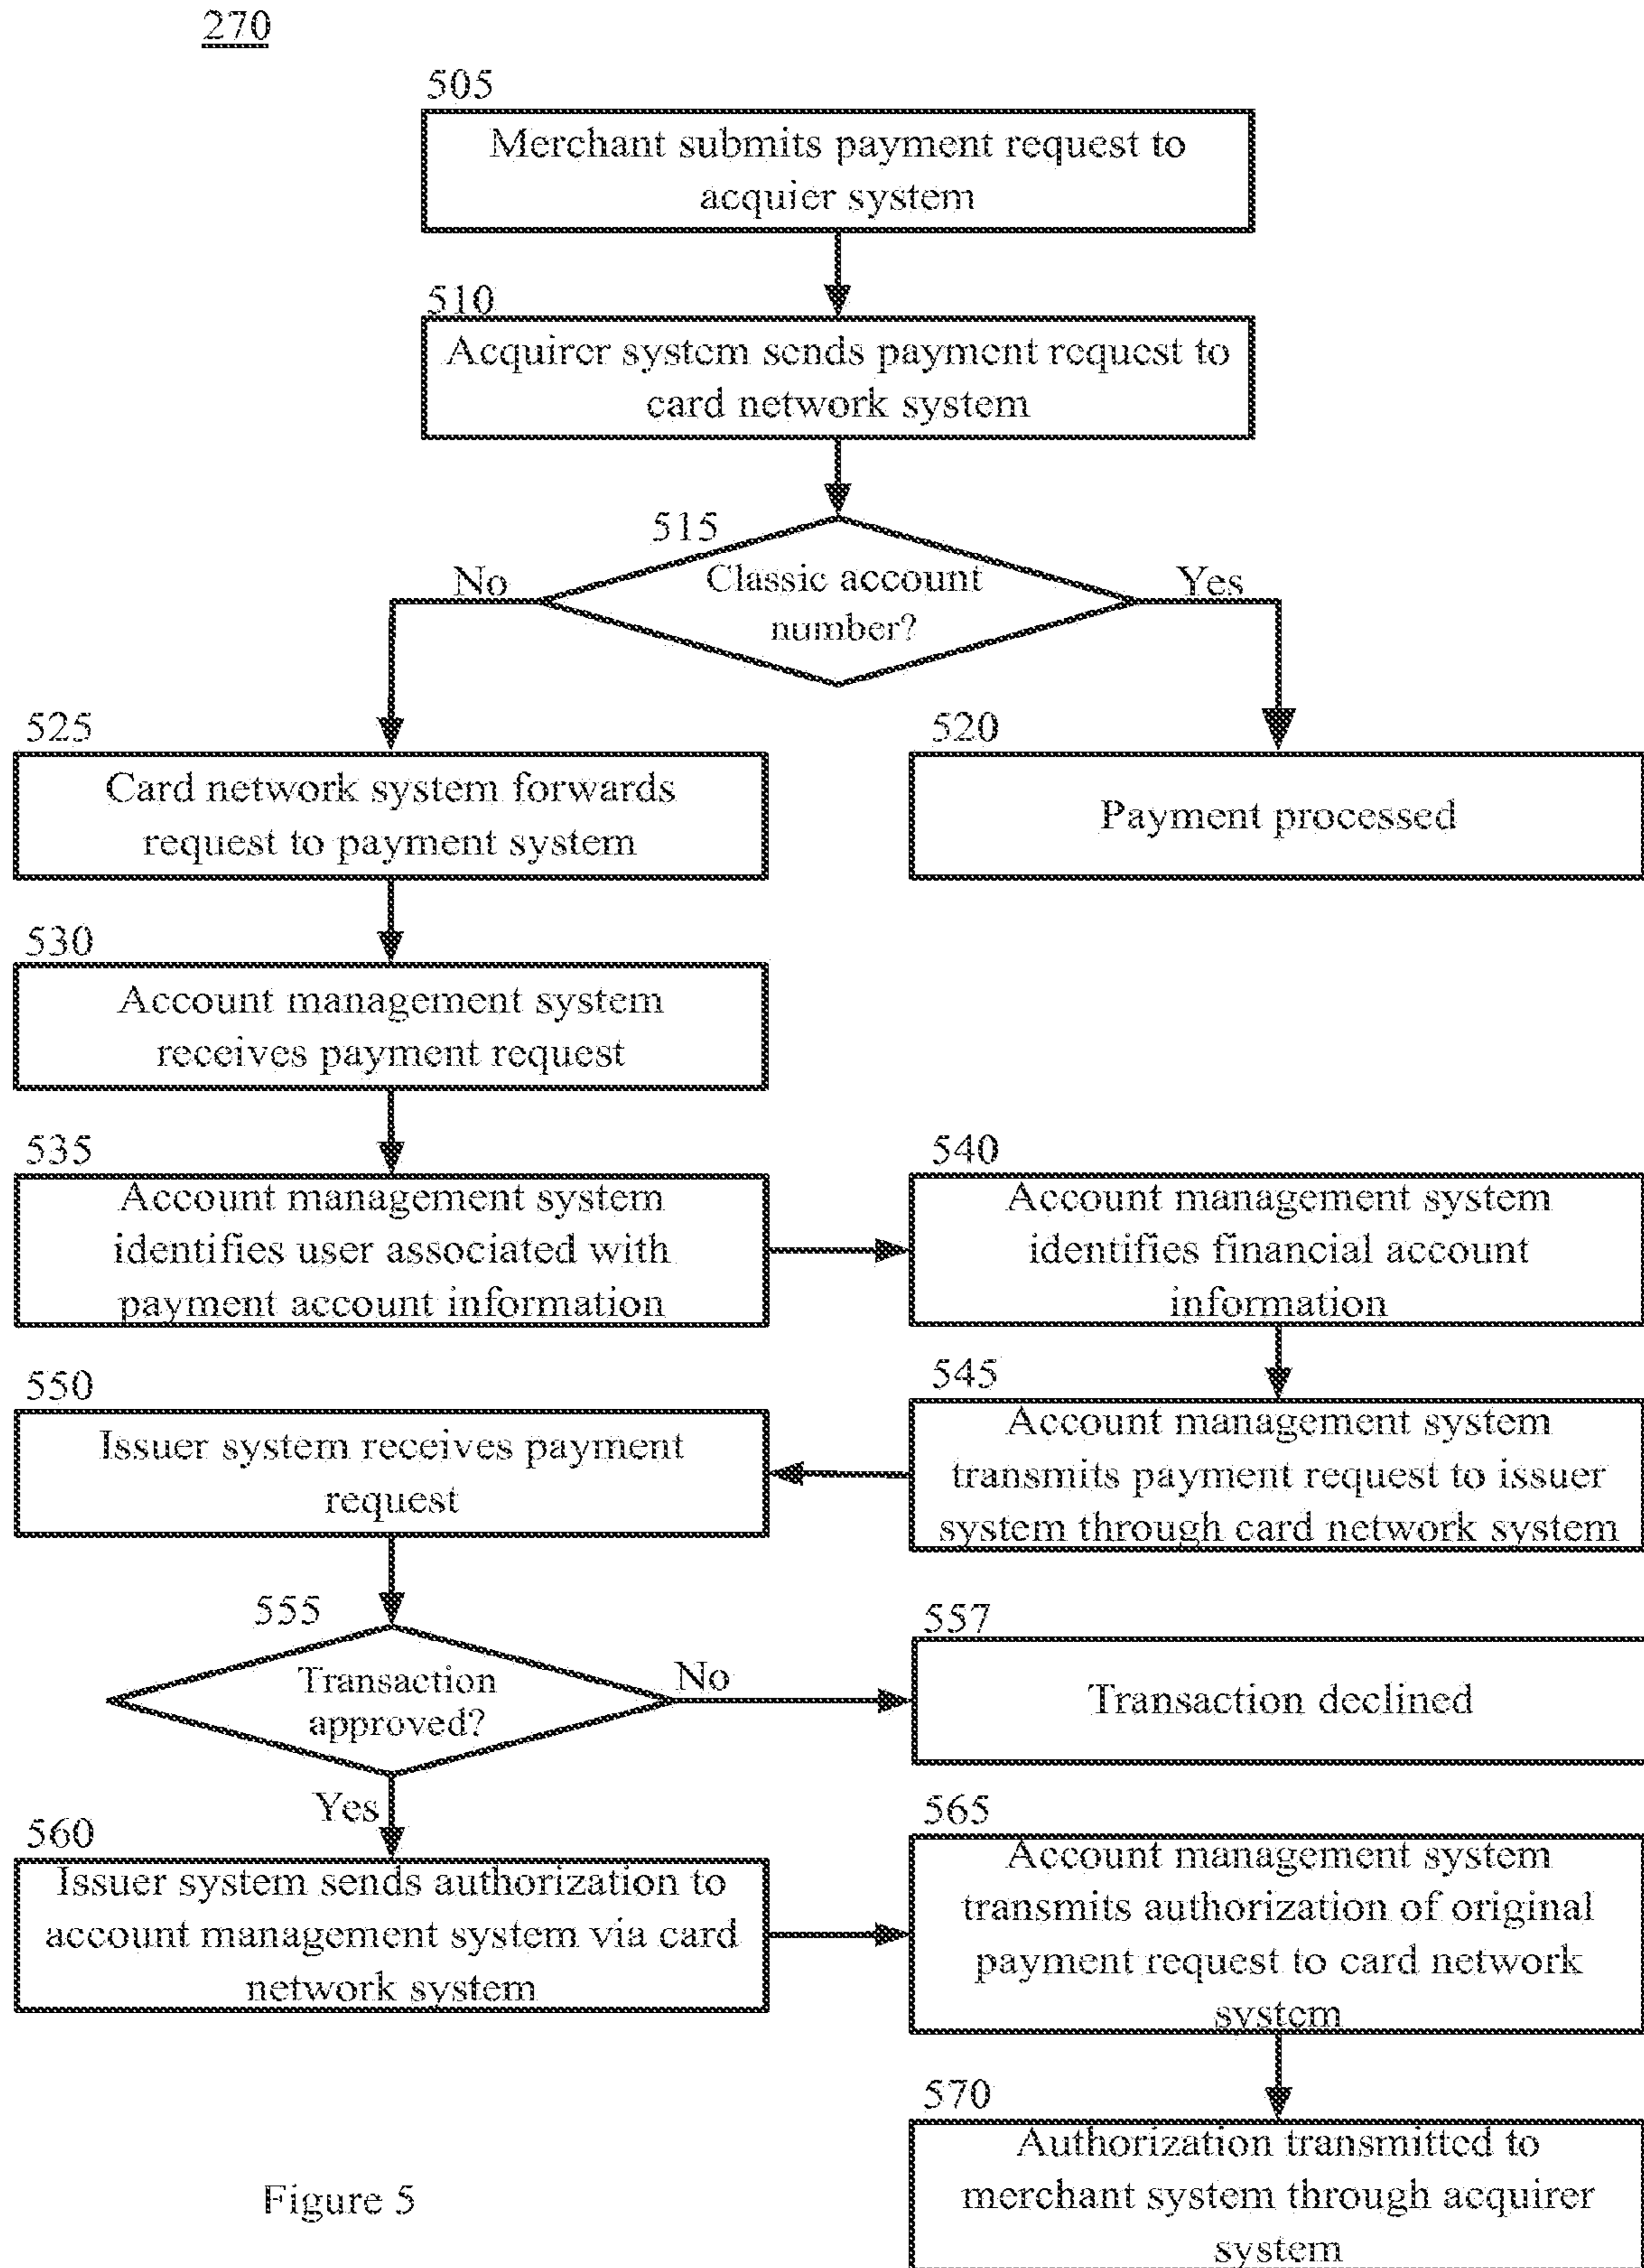 270
505
Merchant submits payment request to
acquier system
510
Acquirer system sends payment request to
card network system
515
Classic account
number?
No
Yes
525
Card network system forwards
request to payment system
520
Payment processed
530
Account management system
receives payment request
535
Account management system
identifies user associated with
payment account information
540
Account management system
identifies financial account
information
545
Account management system
transmits payment request to issuer
system through card network system
550
Issuer system receives payment
request
555
Transaction
approved?
No
557
Transaction declined
Yes
560
Issuer system sends authorization to
account management system via card
network system
565
Account management system
transmits authorization of original
payment request to card network
system
570
Authorization transmitted to
merchant system through acquirer
system
Figure 5